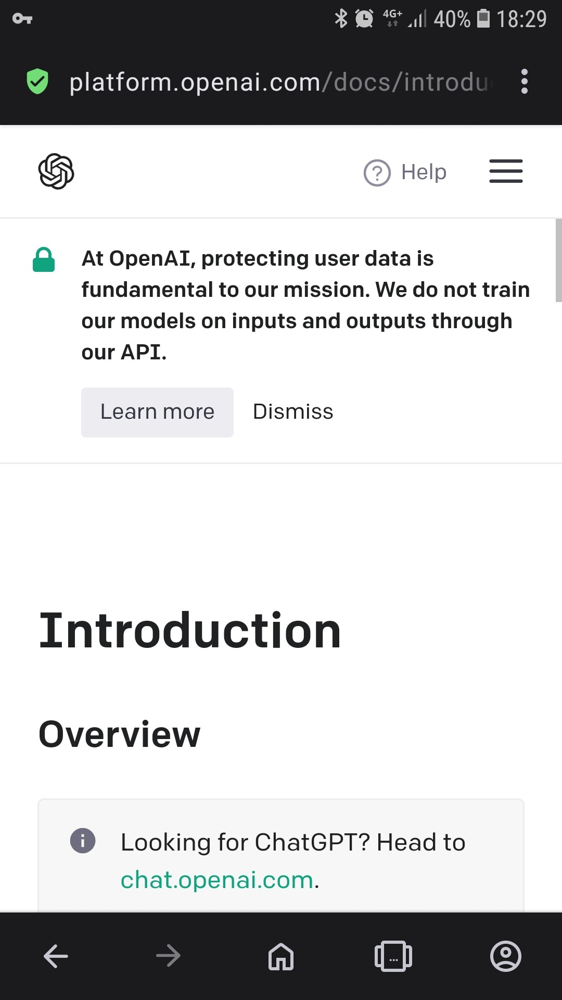 4G+ 40% 18:29
platform.openai.com/docs/introdu
Help
At OpenAI, protecting user data is
fundamental to our mission. We do not train
our models on inputs and outputs through
our API.
Learn more Dismiss
Introduction
Overview
Looking for ChatGPT? Head to
chat.openai.com.